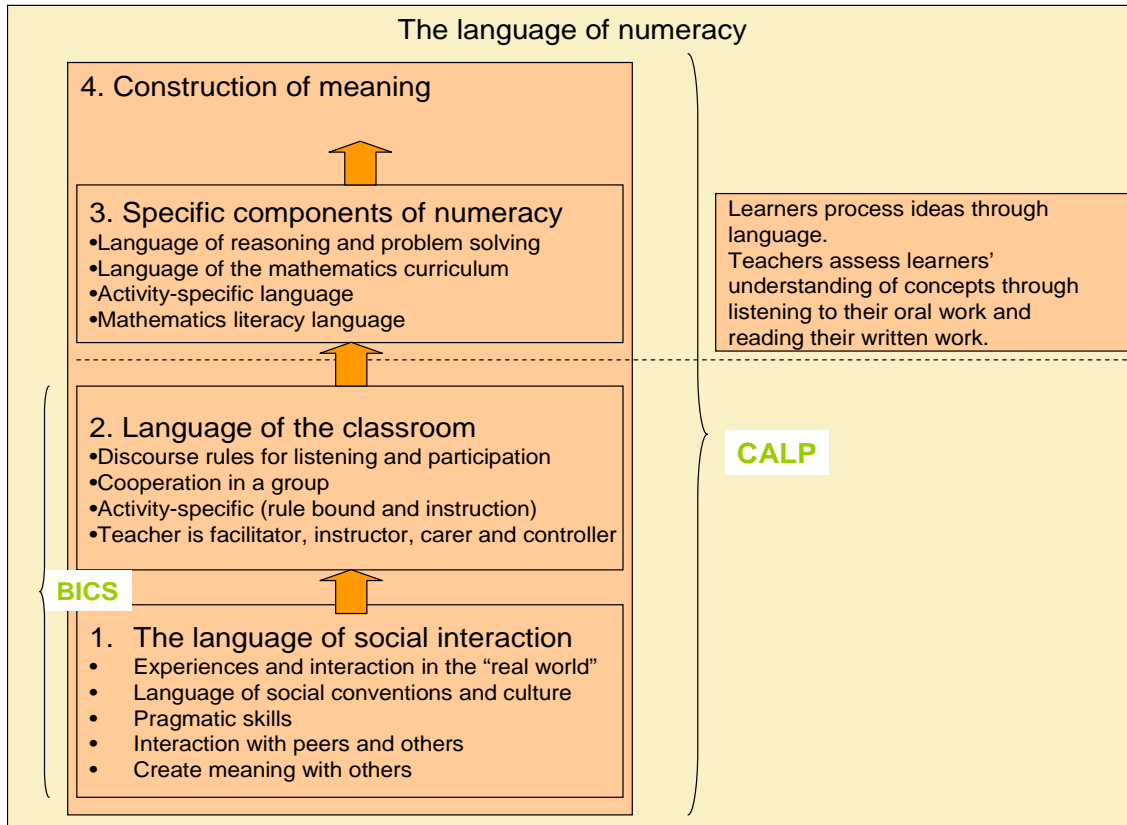 The language of numeracy
4. Construction of meaning
3. Specific components of numeracy
•Language of reasoning and problem solving
•Language of the mathematics curriculum
•Activity-specific language
•Mathematics literacy language
Learners process ideas through
language.
Teachers assess learners’
understanding of concepts through
listening to their oral work and
reading their written work.
2. Language of the classroom
•Discourse rules for listening and participation
•Cooperation in a group
•Activity-specific (rule bound and instruction)
•Teacher is facilitator, instructor, carer and controller
CALP
BICS
1. The language of social interaction
• Experiences and interaction in the “real world”
• Language of social conventions and culture
• Pragmatic skills
• Interaction with peers and others
• Create meaning with others